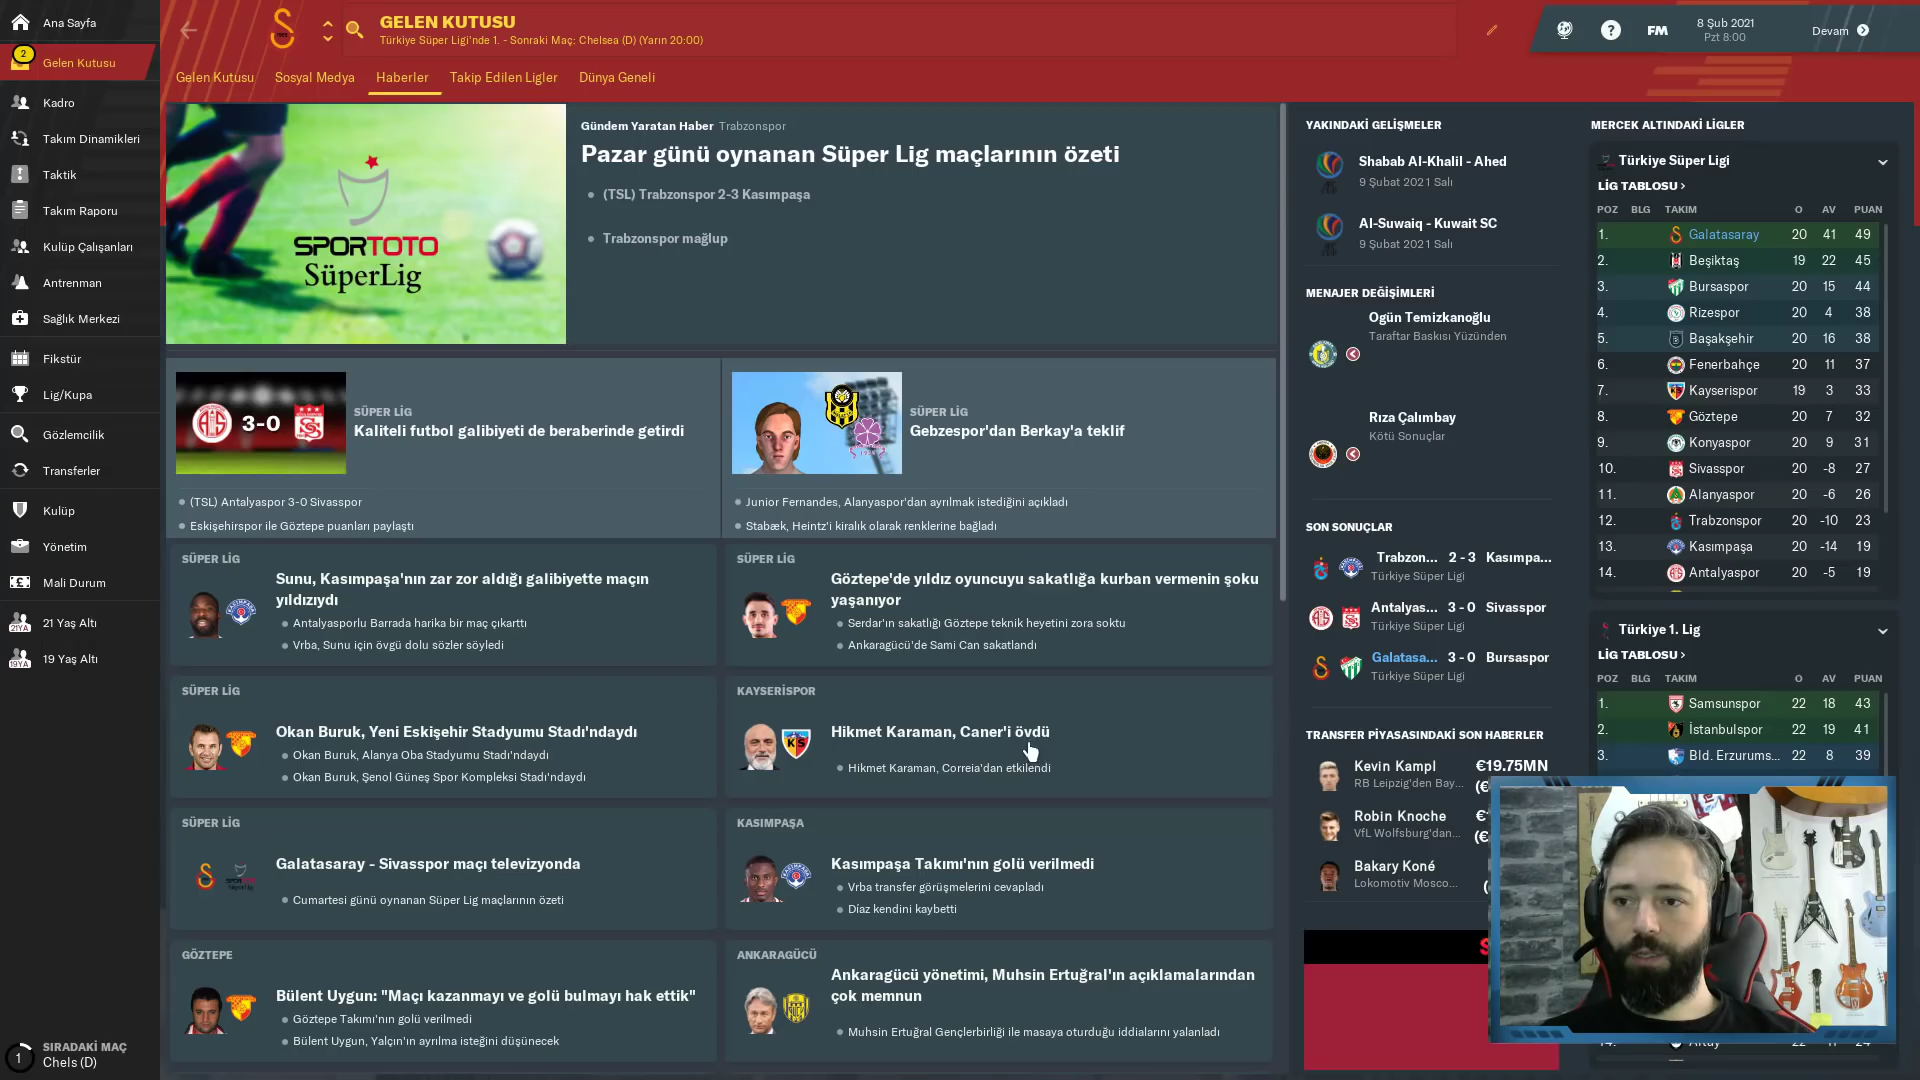 Ana Sayfa
2
Gelen Kutusu
Kadro
Takım Dinamikleri
Taktik
Takım Raporu
Kulüp Çalışanları
Antrenman
Sağlık Merkezi
Fikstür
Lig/Kupa
Gözlemcilik
Transferler
Kulüp
Yönetim
Mali Durum
21YA 21 Yaş Altı
19YA 19 Yaş Altı
1 SIRADAKİ MAÇ
Chels (D)
GELEN KUTUSU
Türkiye Süper Ligi'nde 1. - Sonraki Maç: Chelsea (D) (Yarın 20:00)
? FM
8 Şub 2021
Pzt 8:00
Devam
Gelen Kutusu Sosyal Medya Haberler Takip Edilen Ligler Dünya Geneli
SPORTOTO
SüperLig
Gündem Yaratan Haber Trabzonspor
Pazar günü oynanan Süper Lig maçlarının özeti
(TSL) Trabzonspor 2-3 Kasımpaşa
Trabzonspor mağlup
3-0
SÜPER LİG
Kaliteli futbol galibiyeti de beraberinde getirdi
(TSL) Antalyaspor 3-0 Sivasspor
Eskişehirspor ile Göztepe puanları paylaştı
SÜPER LİG
Gebzespor'dan Berkay'a teklif
Junior Fernandes, Alanyaspor'dan ayrılmak istediğini açıkladı
Stabæk, Heintz'i kiralık olarak renklerine bağladı
SÜPER LİG
Sunu, Kasımpaşa'nın zar zor aldığı galibiyette maçın
yıldızıydı
Antalyasporlu Barrada harika bir maç çıkarttı
Vrba, Sunu için övgü dolu sözler söyledi
SÜPER LİG
Göztepe'de yıldız oyuncuyu sakatlığa kurban vermenin şoku
yaşanıyor
Serdar'ın sakatlığı Göztepe teknik heyetini zora soktu
Ankaragücü'de Sami Can sakatlandı
SÜPER LİG
Okan Buruk, Yeni Eskişehir Stadyumu Stadı'ndaydı
Okan Buruk, Alanya Oba Stadyumu Stadı'ndaydı
Okan Buruk, Şenol Güneş Spor Kompleksi Stadı'ndaydı
KAYSERİSPOR
Hikmet Karaman, Caner'i övdü
Hikmet Karaman, Correia'dan etkilendi
SÜPER LİG
Galatasaray - Sivasspor maçı televizyonda
Cumartesi günü oynanan Süper Lig maçlarının özeti
KASIMPAŞA
Kasımpaşa Takımı'nın golü verilmedi
Vrba transfer görüşmelerini cevapladı
Díaz kendini kaybetti
GÖZTEPE
Bülent Uygun: "Maçı kazanmayı ve golü bulmayı hak ettik"
Göztepe Takımı'nın golü verilmedi
Bülent Uygun, Yalçın'ın ayrılma isteğini düşünecek
ANKARAGÜCÜ
Ankaragücü yönetimi, Muhsin Ertuğral'ın açıklamalarından
çok memnun
Muhsin Ertuğral Gençlerbirliği ile masaya oturduğu iddialarını yalanladı
YAKINDAKİ GELİŞMELER
Shabab Al-Khalil - Ahed
9 Şubat 2021 Salı
Al-Suwaiq - Kuwait SC
9 Şubat 2021 Salı
MENAJER DEĞİŞİMLERİ
Ogün Temizkanoğlu
Taraftar Baskısı Yüzünden
Rıza Çalımbay
Kötü Sonuçlar
SON SONUÇLAR
Trabzon... 2 - 3 Kasımpa...
Türkiye Süper Ligi
Antalyas... 3 - 0 Sivasspor
Türkiye Süper Ligi
Galatasa... 3 - 0 Bursaspor
Türkiye Süper Ligi
TRANSFER PİYASASINDAKİ SON HABERLER
Kevin Kampl €19.75MN
RB Leipzig'den Bay... (€
Robin Knoche €
VfL Wolfsburg'dan... (€
Bakary Koné
Lokomotiv Mosco... (
MERCEK ALTINDAKİ LİGLER
Türkiye Süper Ligi
LİG TABLOSU
POZ BLG TAKIM O AV PUAN
1. Galatasaray 20 41 49
2. Beşiktaş 19 22 45
3. Bursaspor 20 15 44
4. Rizespor 20 4 38
5. Başakşehir 20 16 38
6. Fenerbahçe 20 11 37
7. Kayserispor 19 3 33
8. Göztepe 20 7 32
9. Konyaspor 20 9 31
10. Sivasspor 20 -8 27
11. Alanyaspor 20 -6 26
12. Trabzonspor 20 -10 23
13. Kasımpaşa 20 -14 19
14. Antalyaspor 20 -5 19
Türkiye 1. Lig
LİG TABLOSU
POZ BLG TAKIM O AV PUAN
1. Samsunspor 22 18 43
2. İstanbulspor 22 19 41
3. Bld. Erzurums... 22 8 39